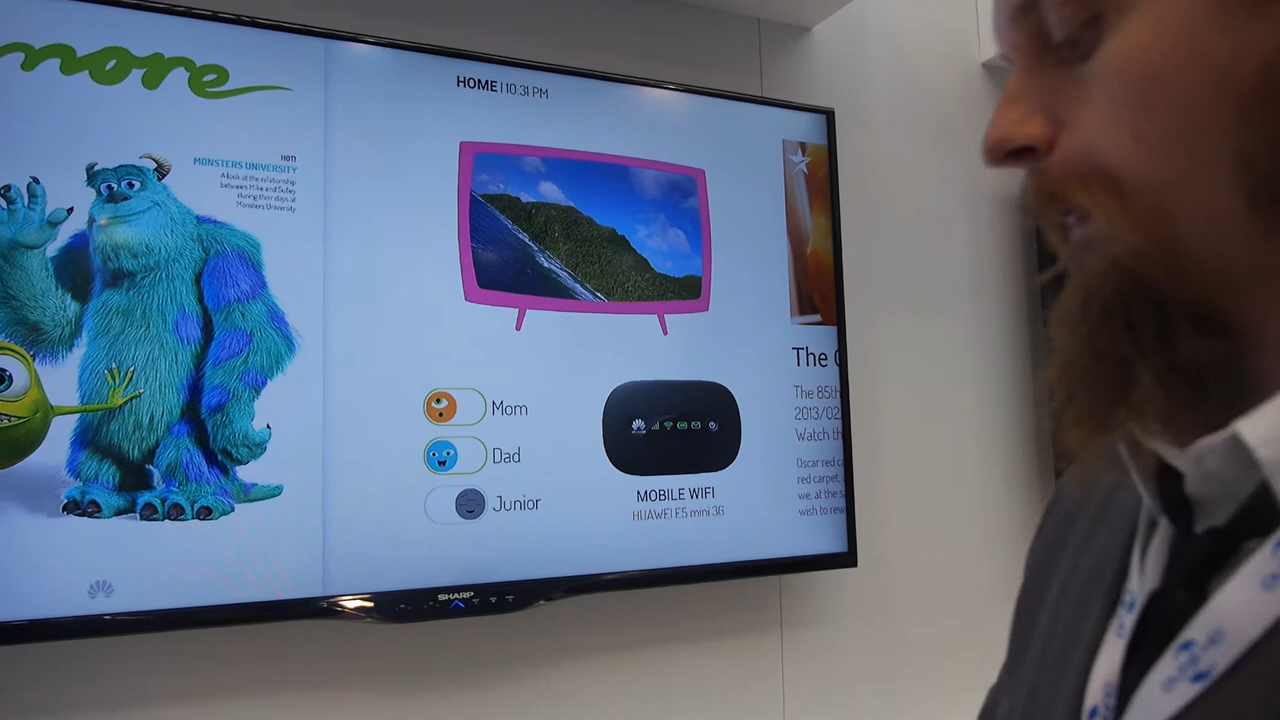 more
HOT!
MONSTERS UNIVERSITY
A look at the relationship
between Mike and Sulley
during their days at
Monsters University
HOME | 10:31 PM
Mom
Dad
Junior
MOBILE WIFI
HUAWEI E5 mini 3G
The
The 85th
2013/02
Watch th
Oscar red c
red carpet,
we, at the s
wish to rew
SHARP